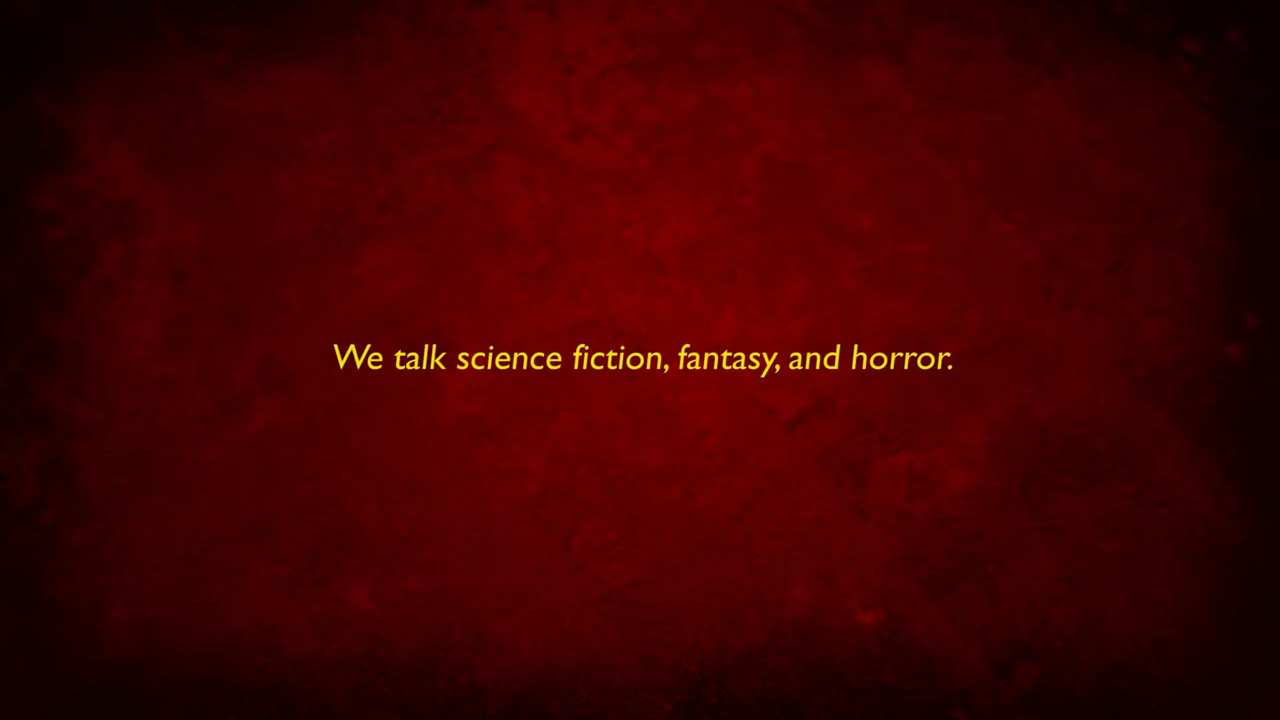 We talk science fiction, fantasy, and horror.